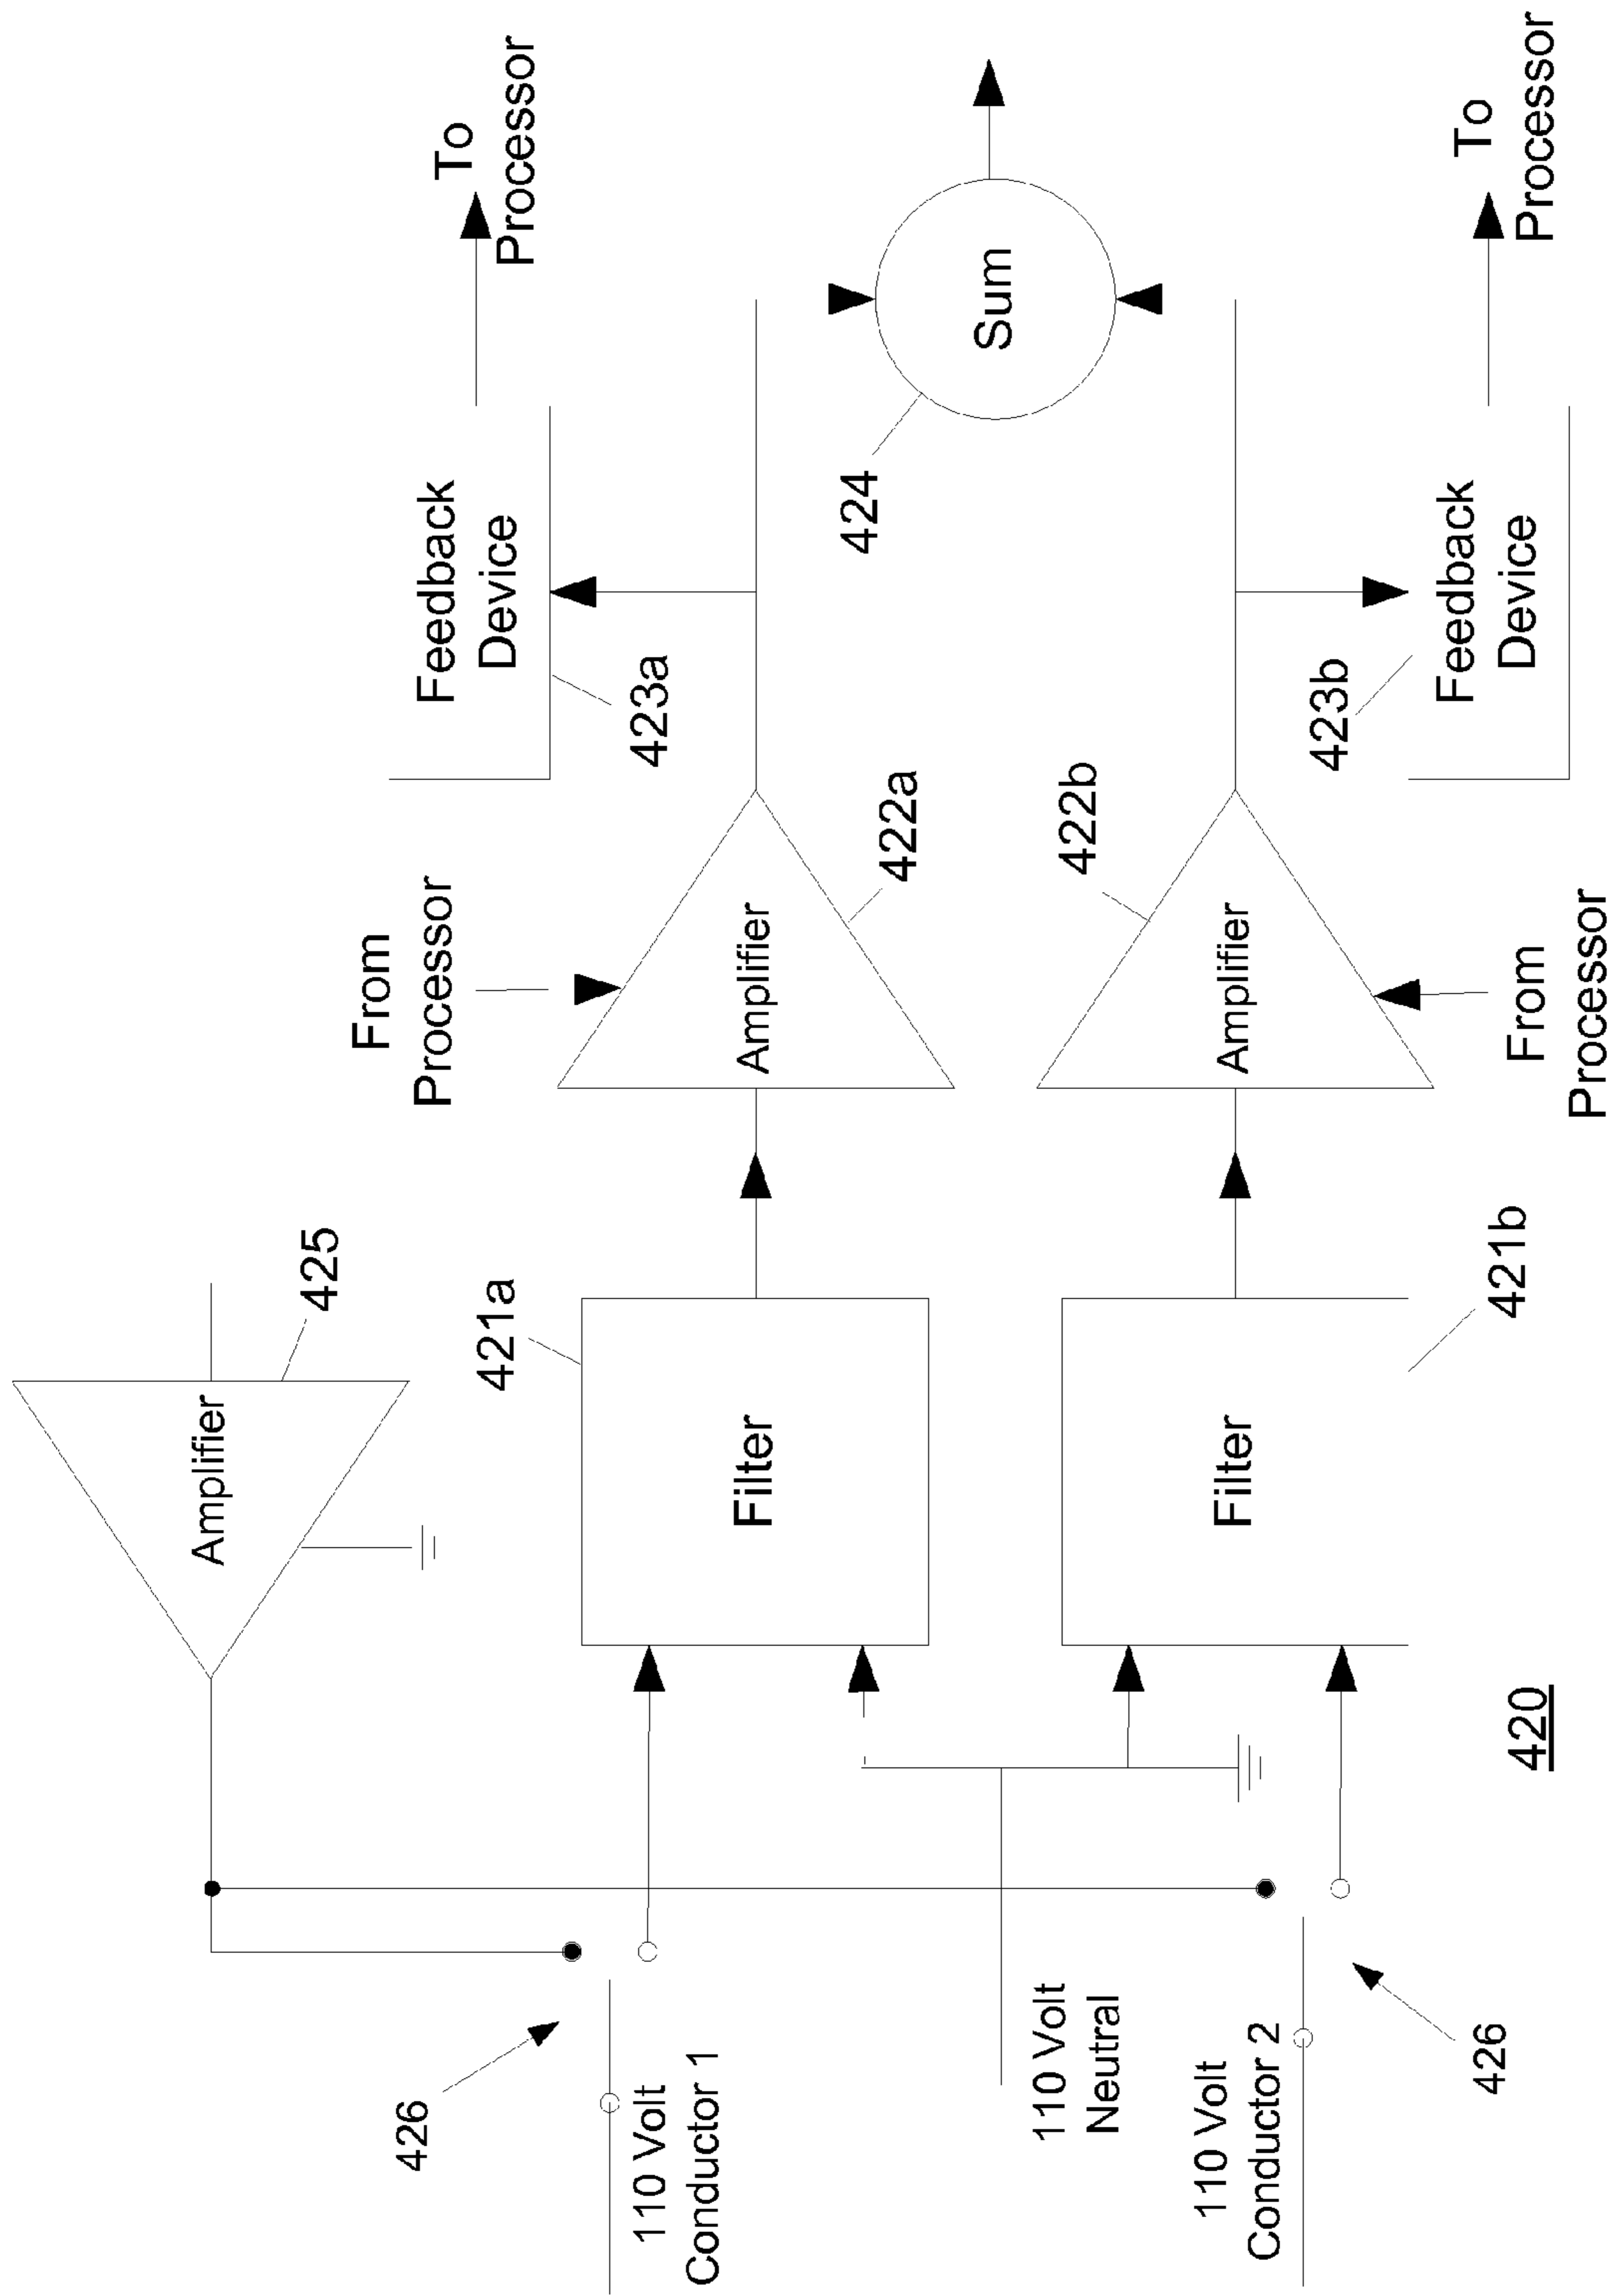 Amplifier
425
To
Processor
From
Processor
Feedback
Device
423a
426
110 Volt
Conductor 1
421a
Filter
Amplifier
422a
424
Sum
110 Volt
Neutral
422b
110 Volt
Conductor 2
Filter
421b
Amplifier
From
Processor
423b
Feedback
Device
To
Processor
426
420